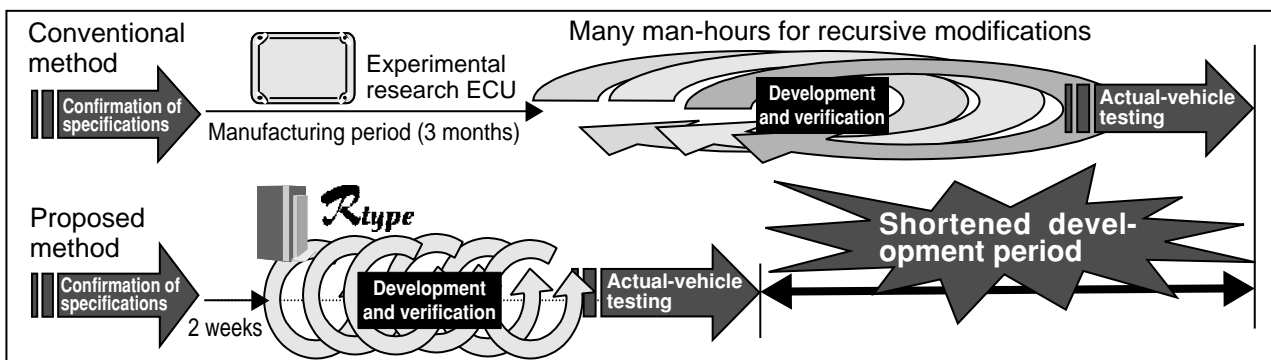 Conventional
method
Confirmation of
specifications
Experimental
research ECU
Manufacturing period (3 months)
Many man-hours for recursive modifications
Development
and verification
Actual-vehicle
testing
Proposed
method
Confirmation of
specifications
2 weeks
Rtype
Development
and verification
Actual-vehicle
testing
Shortened devel-
opment period